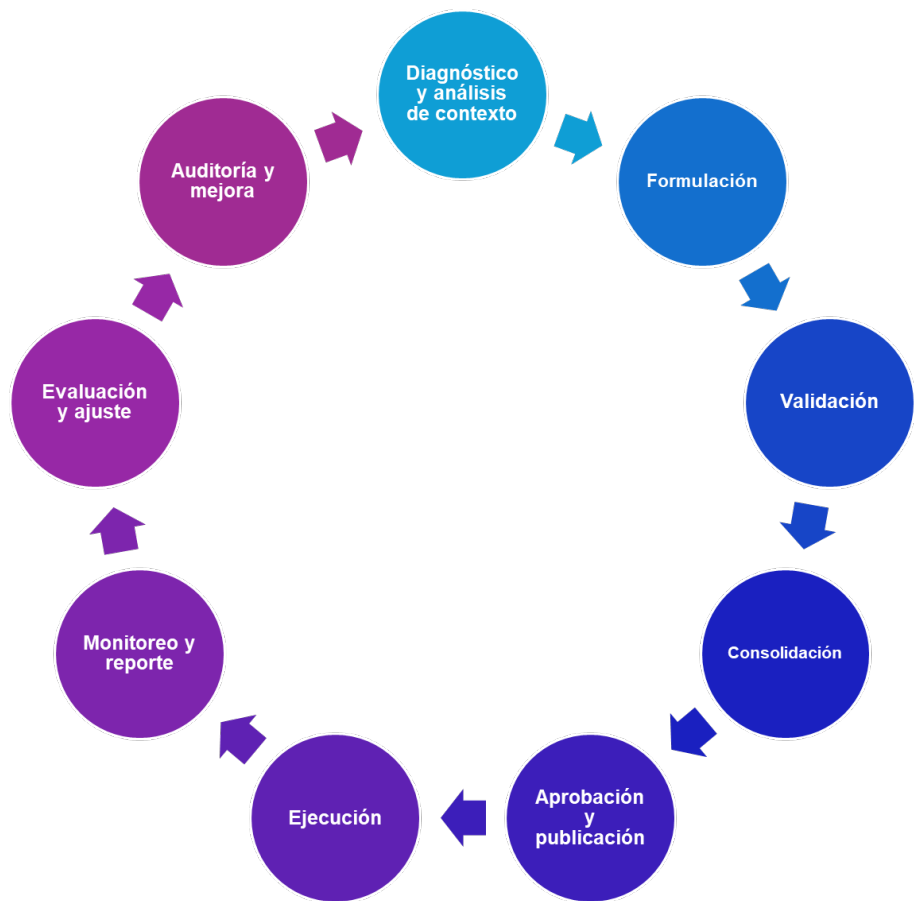 Diagnóstico
y análisis
de contexto
Formulación
Validación
Consolidación
Aprobación
y
publicación
Ejecución
Monitoreo y
reporte
Evaluación
y ajuste
Auditoría y
mejora